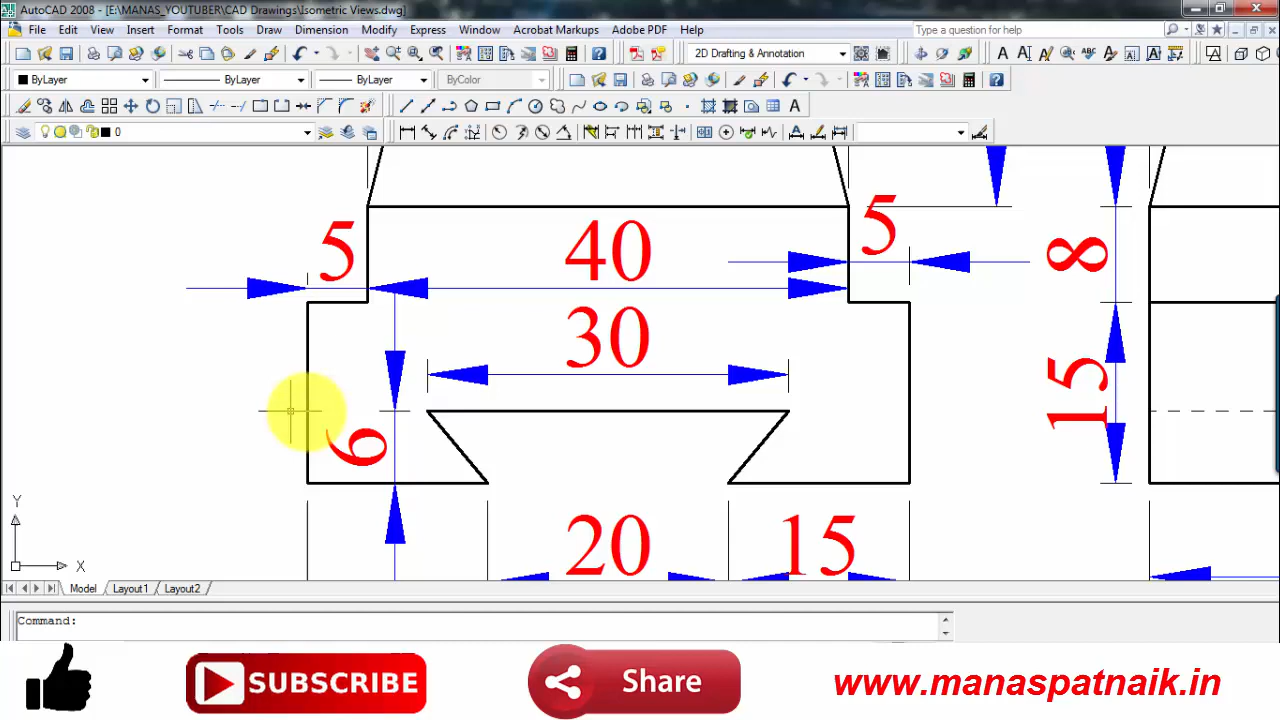 AutoCAD 2008 - [E:\MANAS_YOUTUBER\CAD Drawings\Isometric Views.dwg]
File Edit View Insert Format Tools Draw Dimension Modify Express Window Acrobat Markups Adobe PDF Help Type a question for help
2D Drafting & Annotation
ByLayer ByLayer ByLayer ByColor
0
5 40 5 8
30
15
6
20 15
Y
X
Model Layout1 Layout2
Command:
SUBSCRIBE Share www.manaspatnaik.in